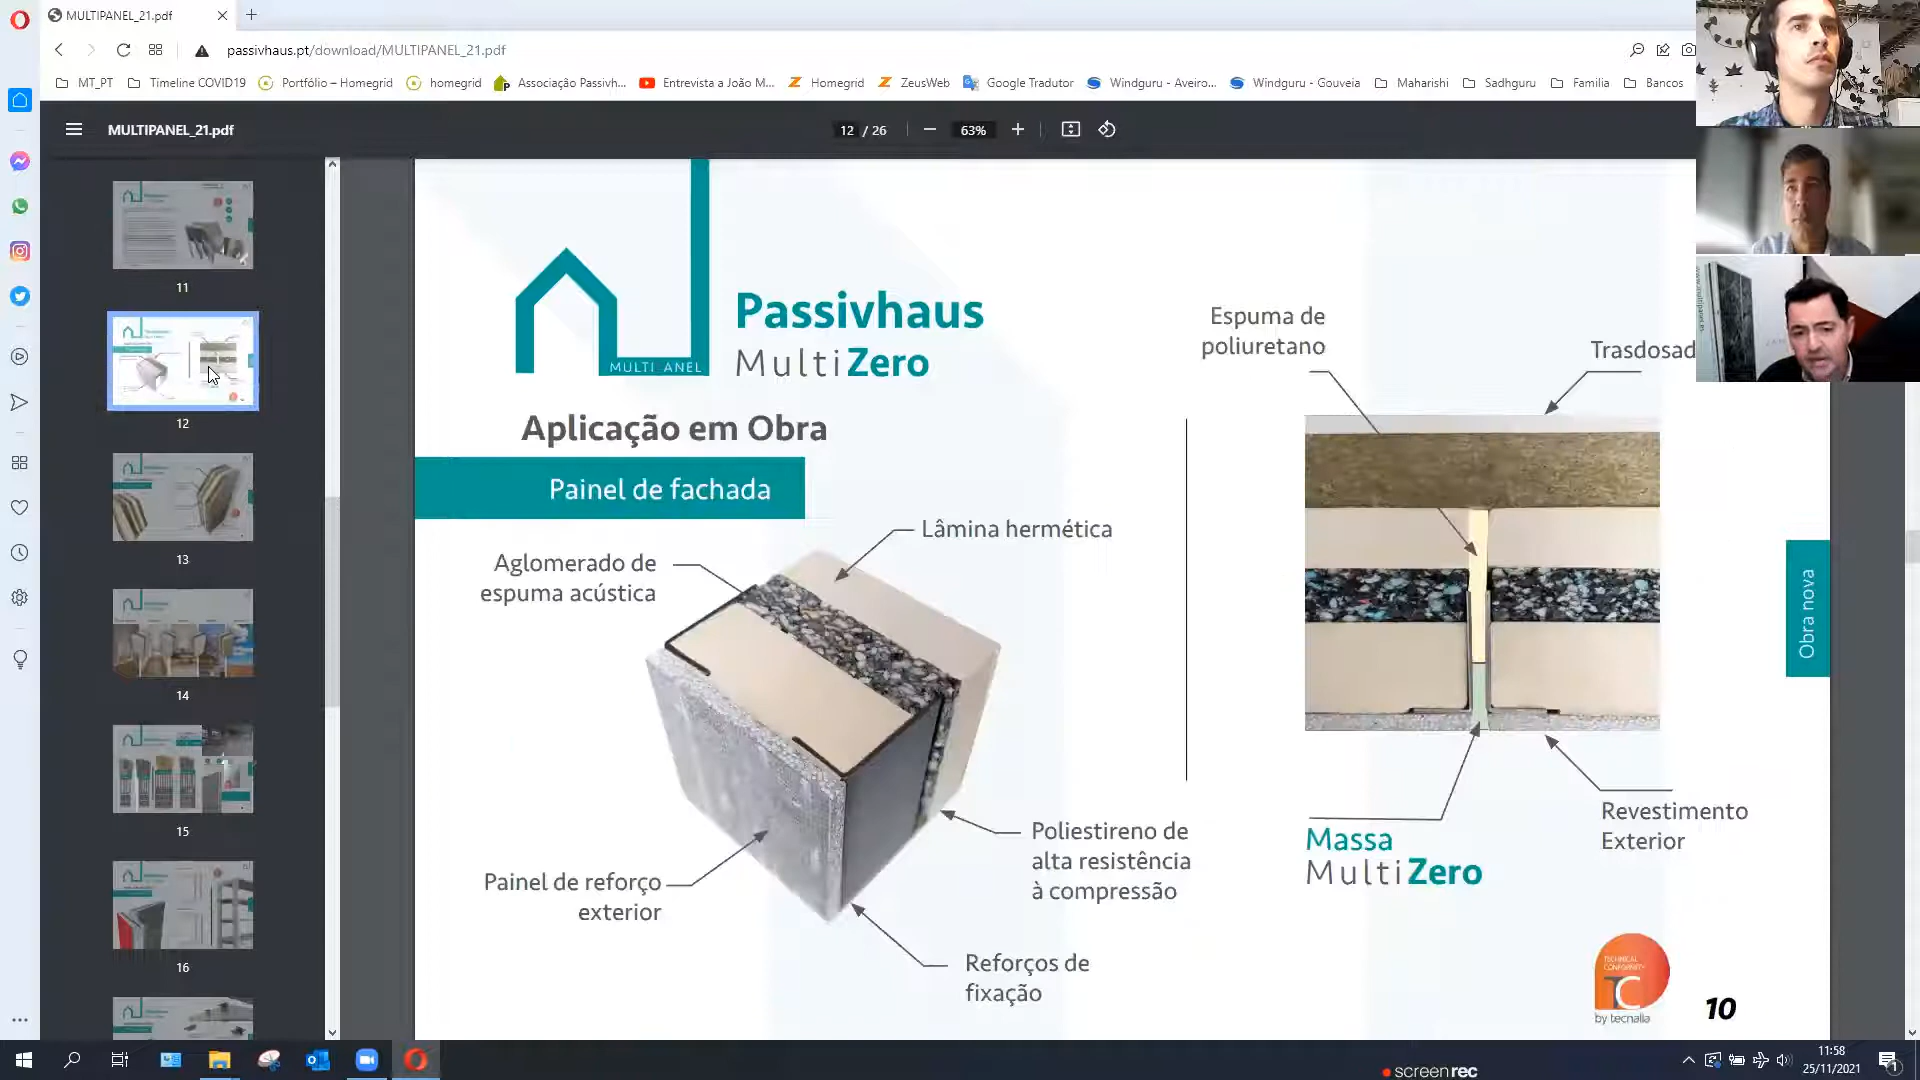 MULTIPANEL_21.pdf
passivhaus.pt/download/MULTIPANEL_21.pdf
MT_PT
Timeline COVID19
Portfólio – Homegrid
homegrid
Associação Passivh...
Entrevista a João M...
Homegrid
ZeusWeb
Google Tradutor
Windguru - Aveiro...
Windguru - Gouveia
Maharishi
Sadhguru
Familia
Bancos
MULTIPANEL_21.pdf
12 / 26
63%
11
12
13
14
15
16
MULTI ANEL
Passivhaus
MultiZero
Aplicação em Obra
Painel de fachada
Lâmina hermética
Aglomerado de
espuma acústica
Painel de reforço
exterior
Poliestireno de
alta resistência
à compressão
Reforços de
fixação
Espuma de
poliuretano
Trasdosad
Massa
MultiZero
Revestimento
Exterior
Obra nova
TECHNICAL
CONFORMITY
TC
by tecnalia
10
11:58
25/11/2021
1
screenrec